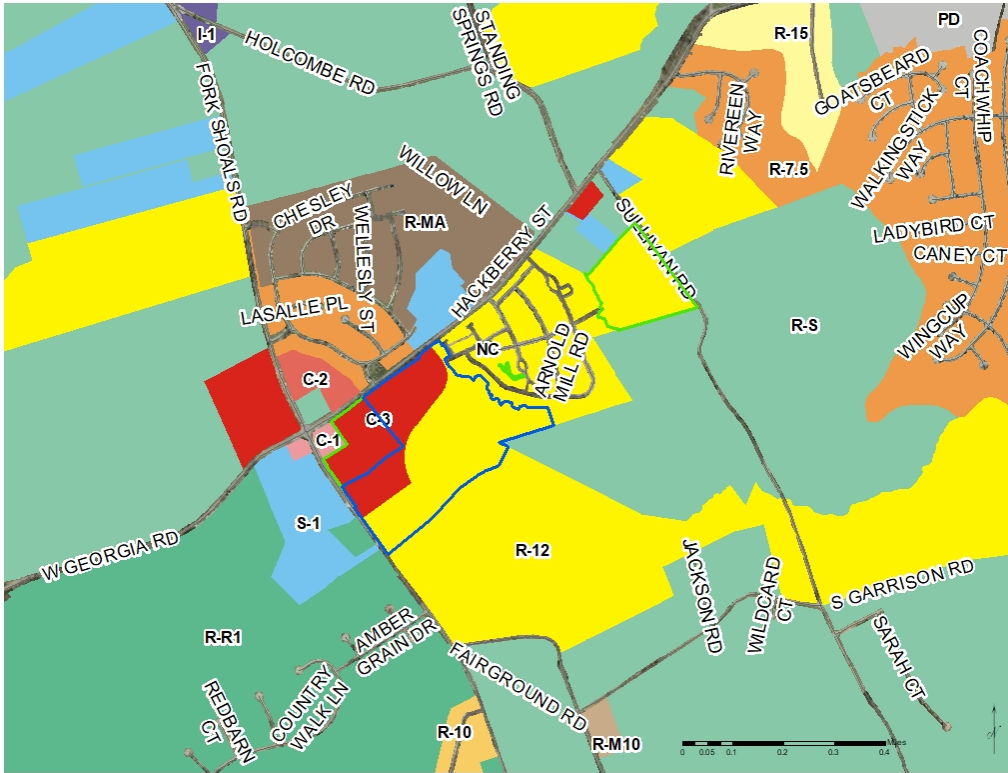 I-1
HOLCOMBE RD
STANDING
SPRINGS RD
R-15
PD
FORK SHOALS RD
GOATSBEARD
CT
COACHWHIP
CT
RIVEREEN
WAY
WALKINGSTICK
WAY
R-7.5
WILLOW LN
CHESLEY
DR
WELLESLY ST
R-MA
HACKBERRY ST
SULLIVAN RD
LADYBIRD CT
CANEY CT
LASALLE PL
WINGCUP
WAY
R-S
NC
ARNOLD
MILL RD
C-2
C-3
C-1
S-1
W GEORGIA RD
R-12
JACKSON RD
WILDCARD
CT
S GARRISON RD
SARAH CT
R-R1
AMBER
GRAIN DR
FAIRGROUND RD
COUNTRY
WALK LN
REDBARN
CT
R-10
R-M10
Miles
0 0.05 0.1 0.2 0.3 0.4
N